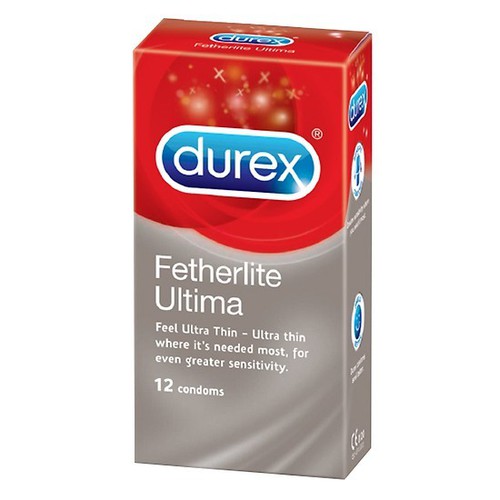 durex
Fetherlite Ultima
durex®
Fetherlite
Ultima
Feel Ultra Thin – Ultra thin
where it's needed most, for
even greater sensitivity.
12 condoms